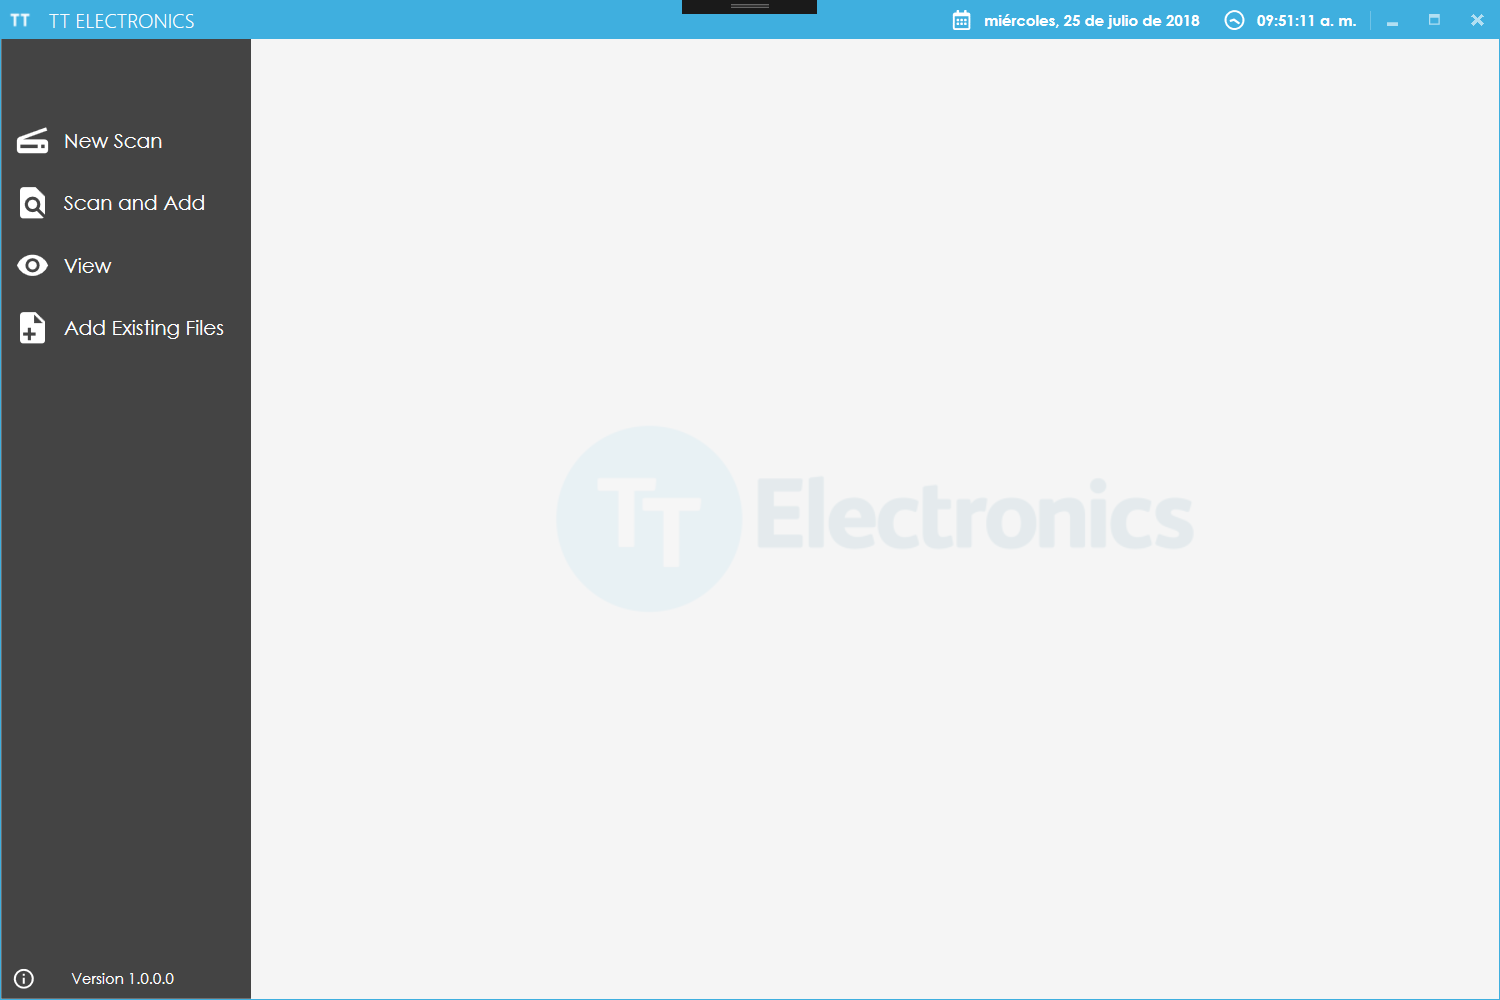 TT TT ELECTRONICS miércoles, 25 de julio de 2018 09:51:11 a. m.
New Scan
Scan and Add
View
Add Existing Files
TT Electronics
Version 1.0.0.0